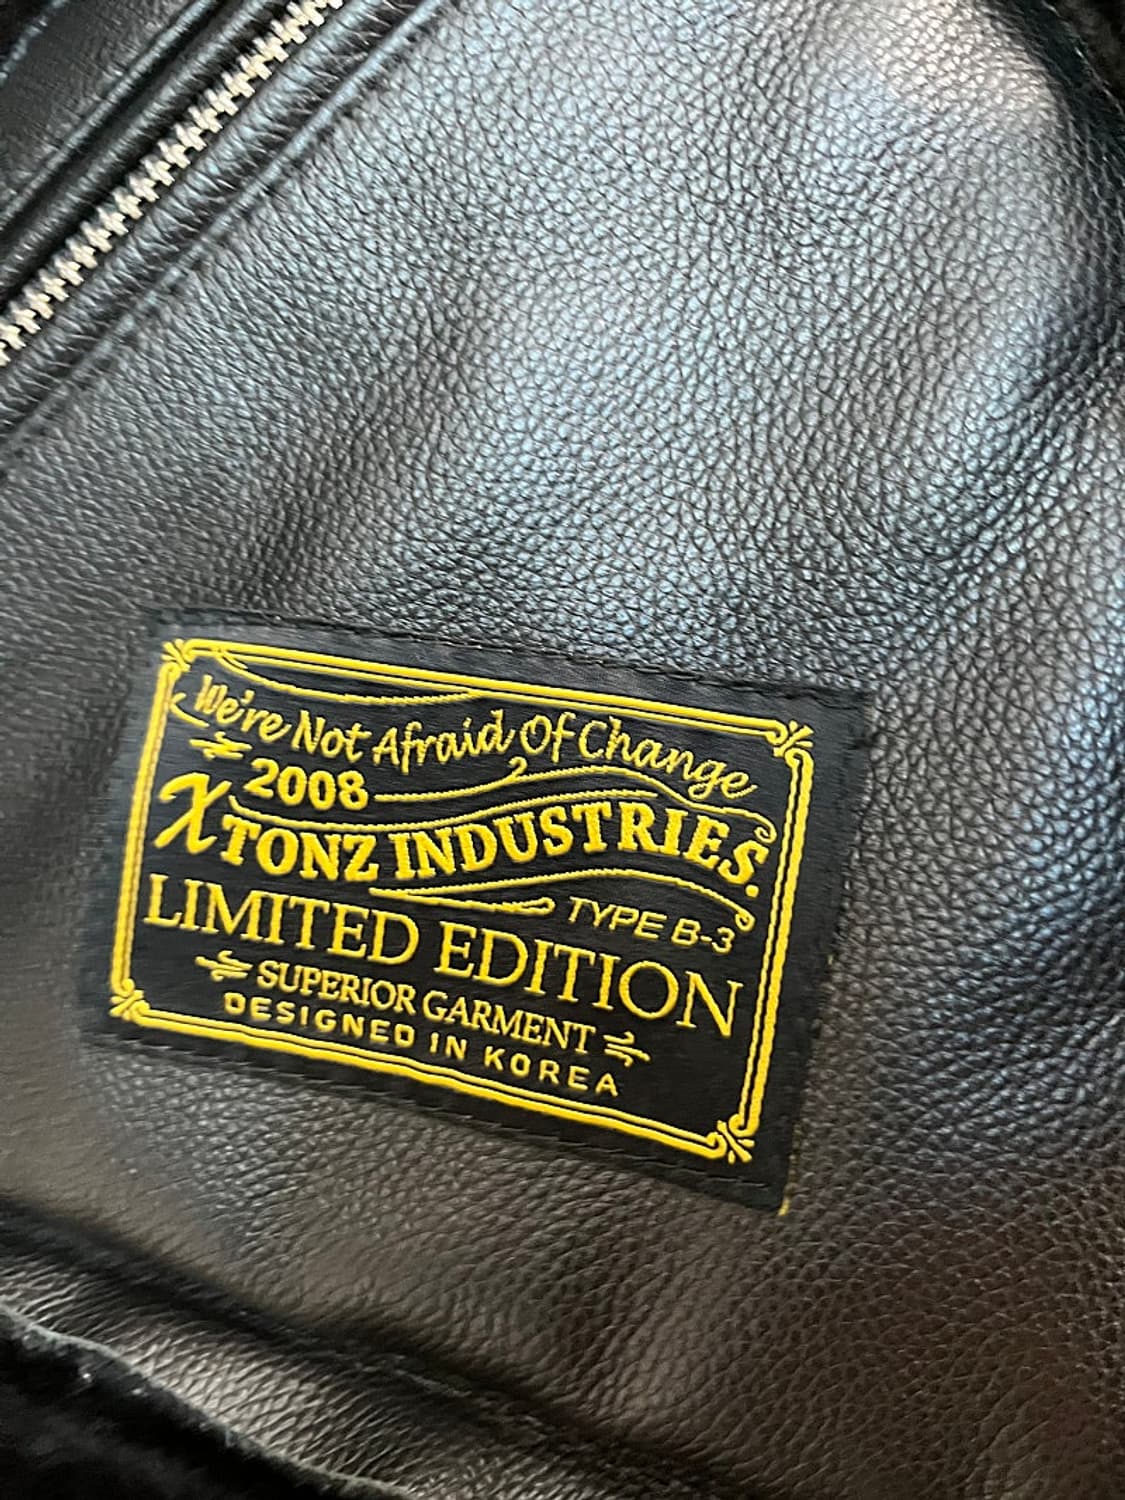 We're Not Afraid Of Change
2008
XTONZ INDUSTRIES.
TYPE B-3
LIMITED EDITION
SUPERIOR GARMENT
DESIGNED IN KOREA